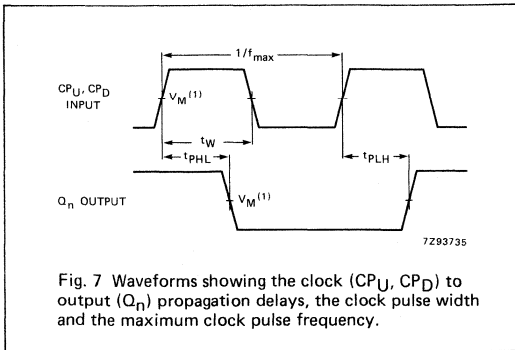 1/fmax
CPU, CPD
INPUT
VM(1)
tW
tPHL
tPLH
Qn OUTPUT
VM(1)
7Z93735
Fig. 7 Waveforms showing the clock (CPU, CPD) to
output (Qn) propagation delays, the clock pulse width
and the maximum clock pulse frequency.